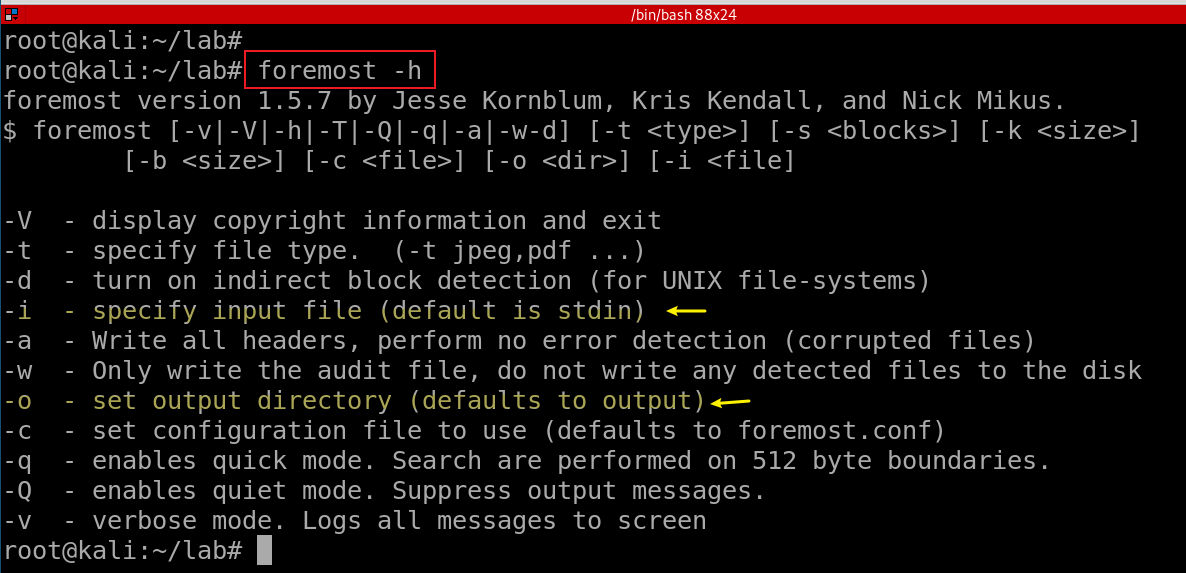 /bin/bash 88x24
root@kali:~/lab#
root@kali:~/lab# foremost -h
foremost version 1.5.7 by Jesse Kornblum, Kris Kendall, and Nick Mikus.
$ foremost [-v|-V|-h|-T|-Q|-q|-a|-w-d] [-t <type>] [-s <blocks>] [-k <size>]
        [-b <size>] [-c <file>] [-o <dir>] [-i <file]

-V  - display copyright information and exit
-t  - specify file type.  (-t jpeg,pdf ...)
-d  - turn on indirect block detection (for UNIX file-systems)
-i  - specify input file (default is stdin)
-a  - Write all headers, perform no error detection (corrupted files)
-w  - Only write the audit file, do not write any detected files to the disk
-o  - set output directory (defaults to output)
-c  - set configuration file to use (defaults to foremost.conf)
-q  - enables quick mode. Search are performed on 512 byte boundaries.
-Q  - enables quiet mode. Suppress output messages.
-v  - verbose mode. Logs all messages to screen
root@kali:~/lab#